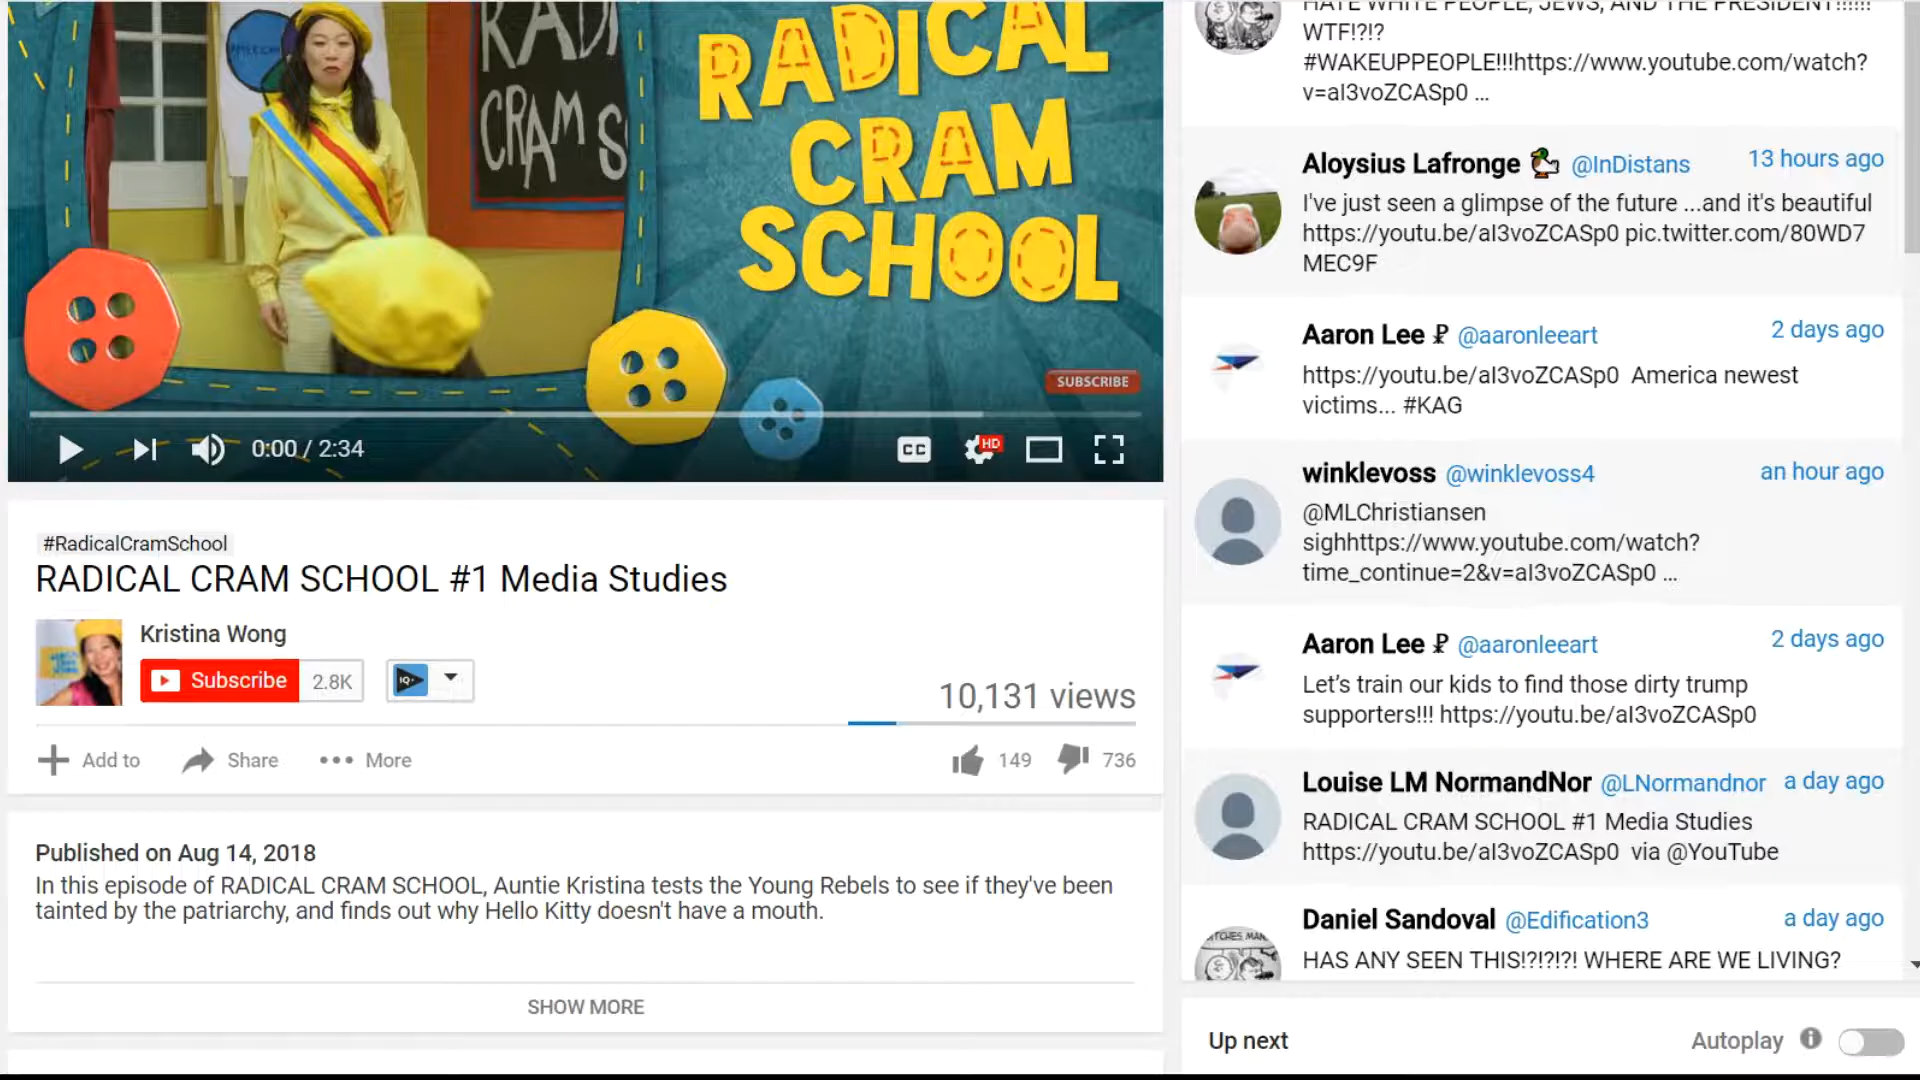 RADI
CRAM S
AMERICAN
RADICAL
CRAM
SCHOOL
SUBSCRIBE
0:00 / 2:34
CC
HD
#RadicalCramSchool
RADICAL CRAM SCHOOL #1 Media Studies
Kristina Wong
Subscribe 2.8K
IQ
10,131 views
Add to Share More 149 736
Published on Aug 14, 2018
In this episode of RADICAL CRAM SCHOOL, Auntie Kristina tests the Young Rebels to see if they've been
tainted by the patriarchy, and finds out why Hello Kitty doesn't have a mouth.
SHOW MORE
HATE WHITE PEOPLE, JEWS, AND THE PRESIDENT!!!!!!
WTF!?!?
#WAKEUPPEOPLE!!!https://www.youtube.com/watch?
v=aI3voZCASp0 ...
Aloysius Lafronge @InDistans 13 hours ago
I've just seen a glimpse of the future ...and it's beautiful
https://youtu.be/aI3voZCASp0 pic.twitter.com/80WD7
MEC9F
Aaron Lee @aaronleeart 2 days ago
https://youtu.be/aI3voZCASp0 America newest
victims... #KAG
winklevoss @winklevoss4 an hour ago
@MLChristiansen
sighhttps://www.youtube.com/watch?
time_continue=2&v=aI3voZCASp0 ...
Aaron Lee @aaronleeart 2 days ago
Let’s train our kids to find those dirty trump
supporters!!! https://youtu.be/aI3voZCASp0
Louise LM NormandNor @LNormandnor a day ago
RADICAL CRAM SCHOOL #1 Media Studies
https://youtu.be/aI3voZCASp0 via @YouTube
Daniel Sandoval @Edification3 a day ago
HAS ANY SEEN THIS!?!?!?! WHERE ARE WE LIVING?
Up next Autoplay